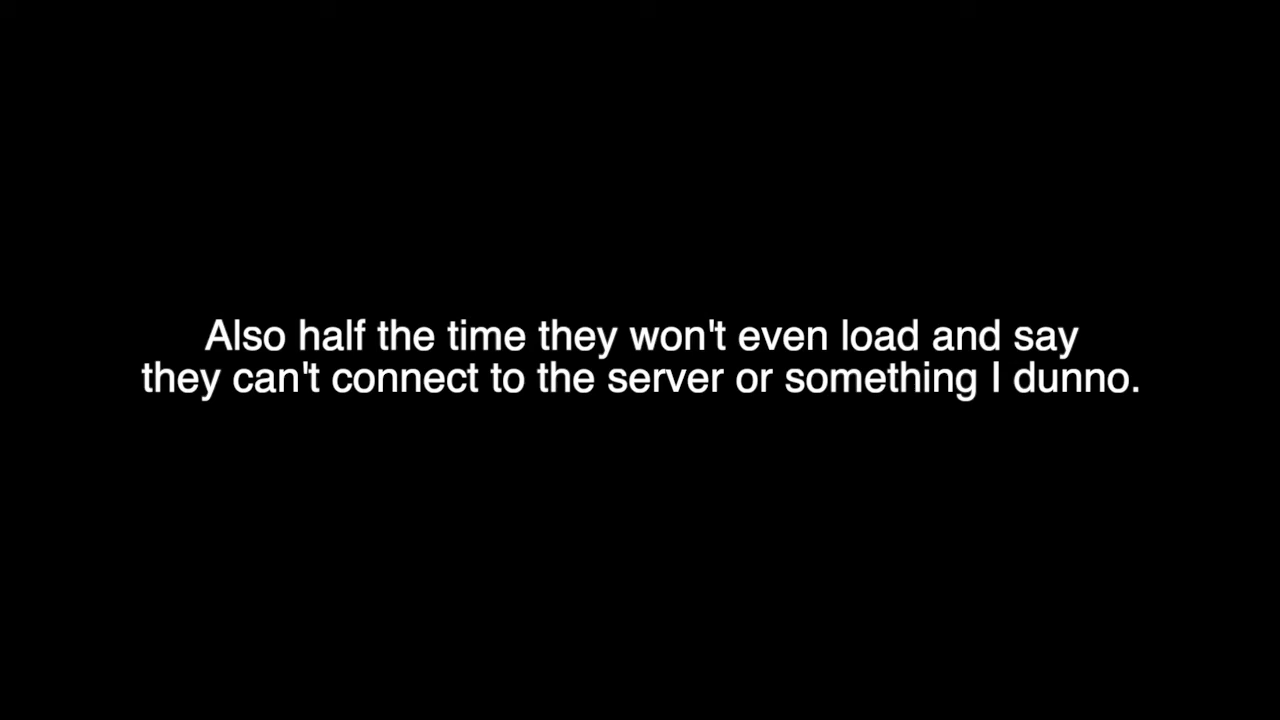 Also half the time they won't even load and say
they can't connect to the server or something I dunno.